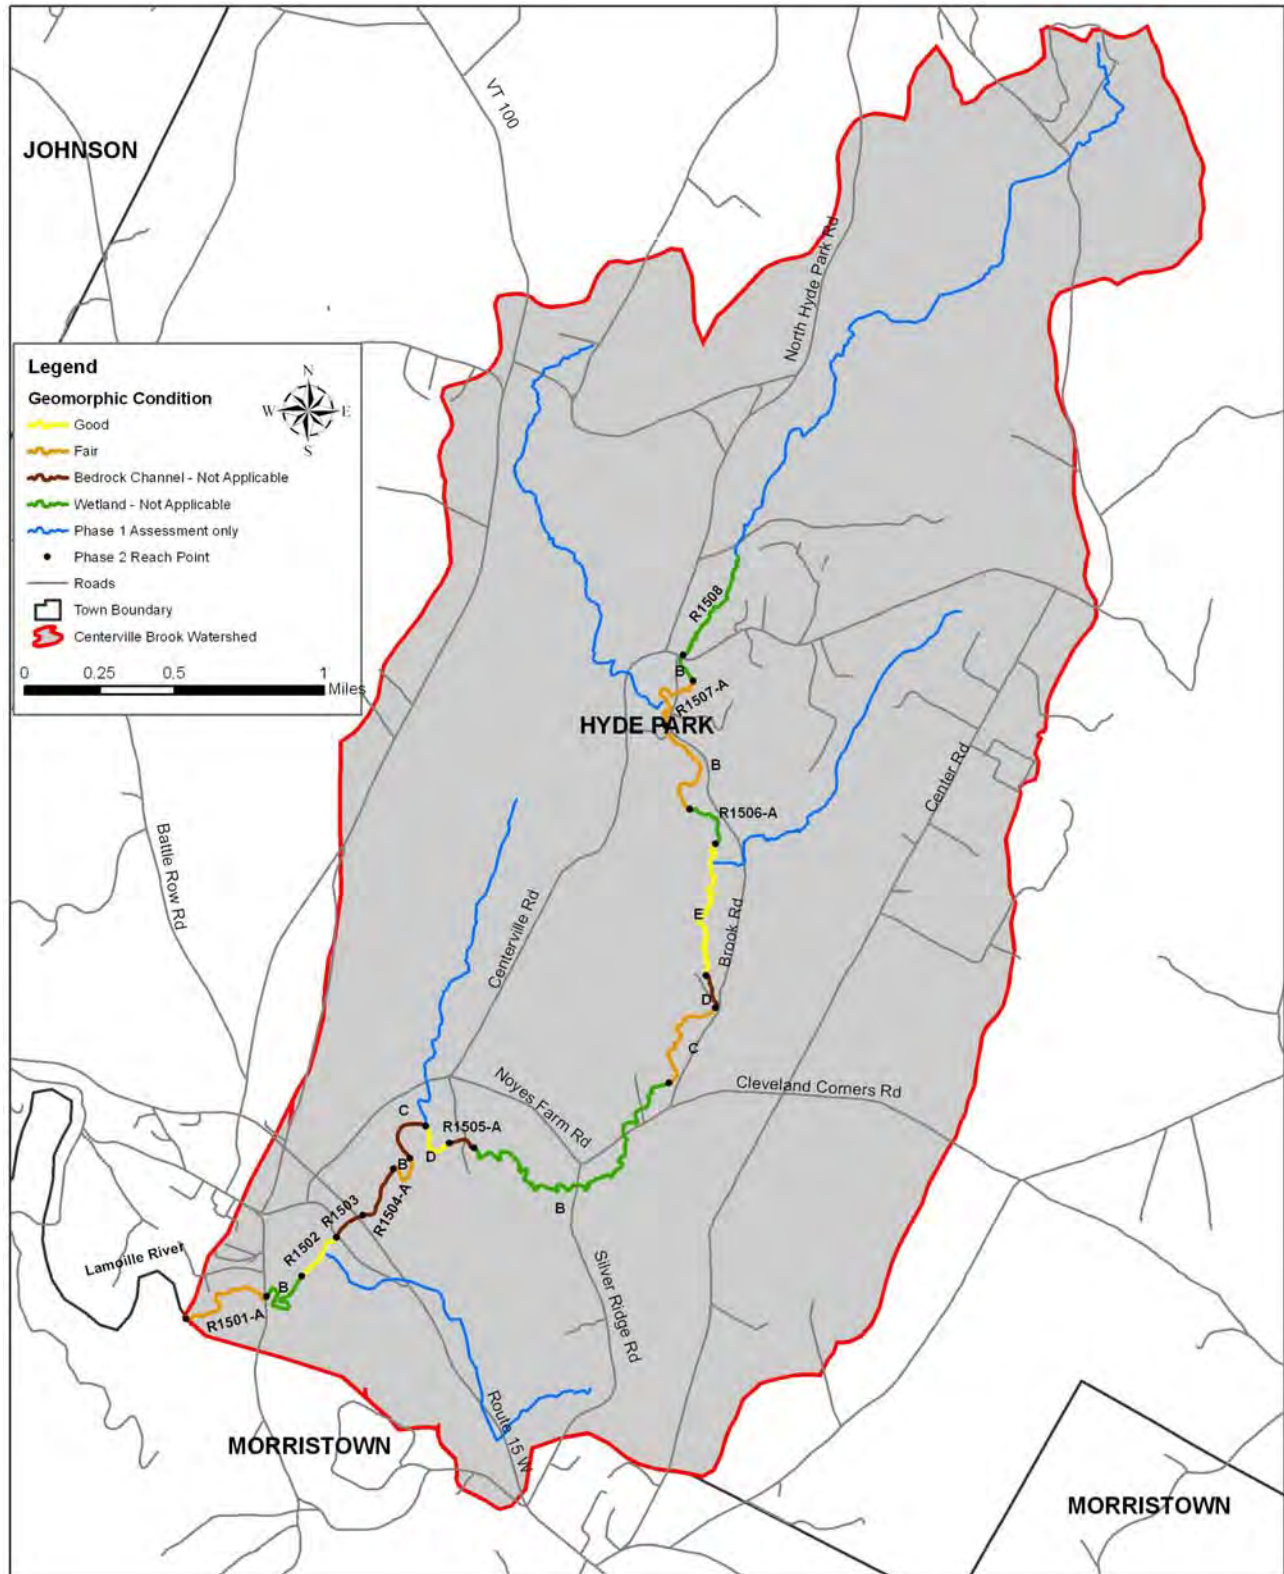 VT 100
JOHNSON
North Hyde Park Rd
Legend
Geomorphic Condition
N
W E
S
Good
Fair
Bedrock Channel - Not Applicable
Wetland - Not Applicable
Phase 1 Assessment only
Phase 2 Reach Point
Roads
Town Boundary
Centerville Brook Watershed
0 0.25 0.5 1
Miles
R1508
B
R1507-A
HYDE PARK
B
Center Rd
R1506-A
Battle Row Rd
E
Centerville Rd
Brook Rd
D
C
Cleveland Corners Rd
Noyes Farm Rd
C
R1505-A
D
B
R1504-A
B
R1503
R1502
Lamoille River
B
R1501-A
Silver Ridge Rd
Route 15 W
MORRISTOWN
MORRISTOWN